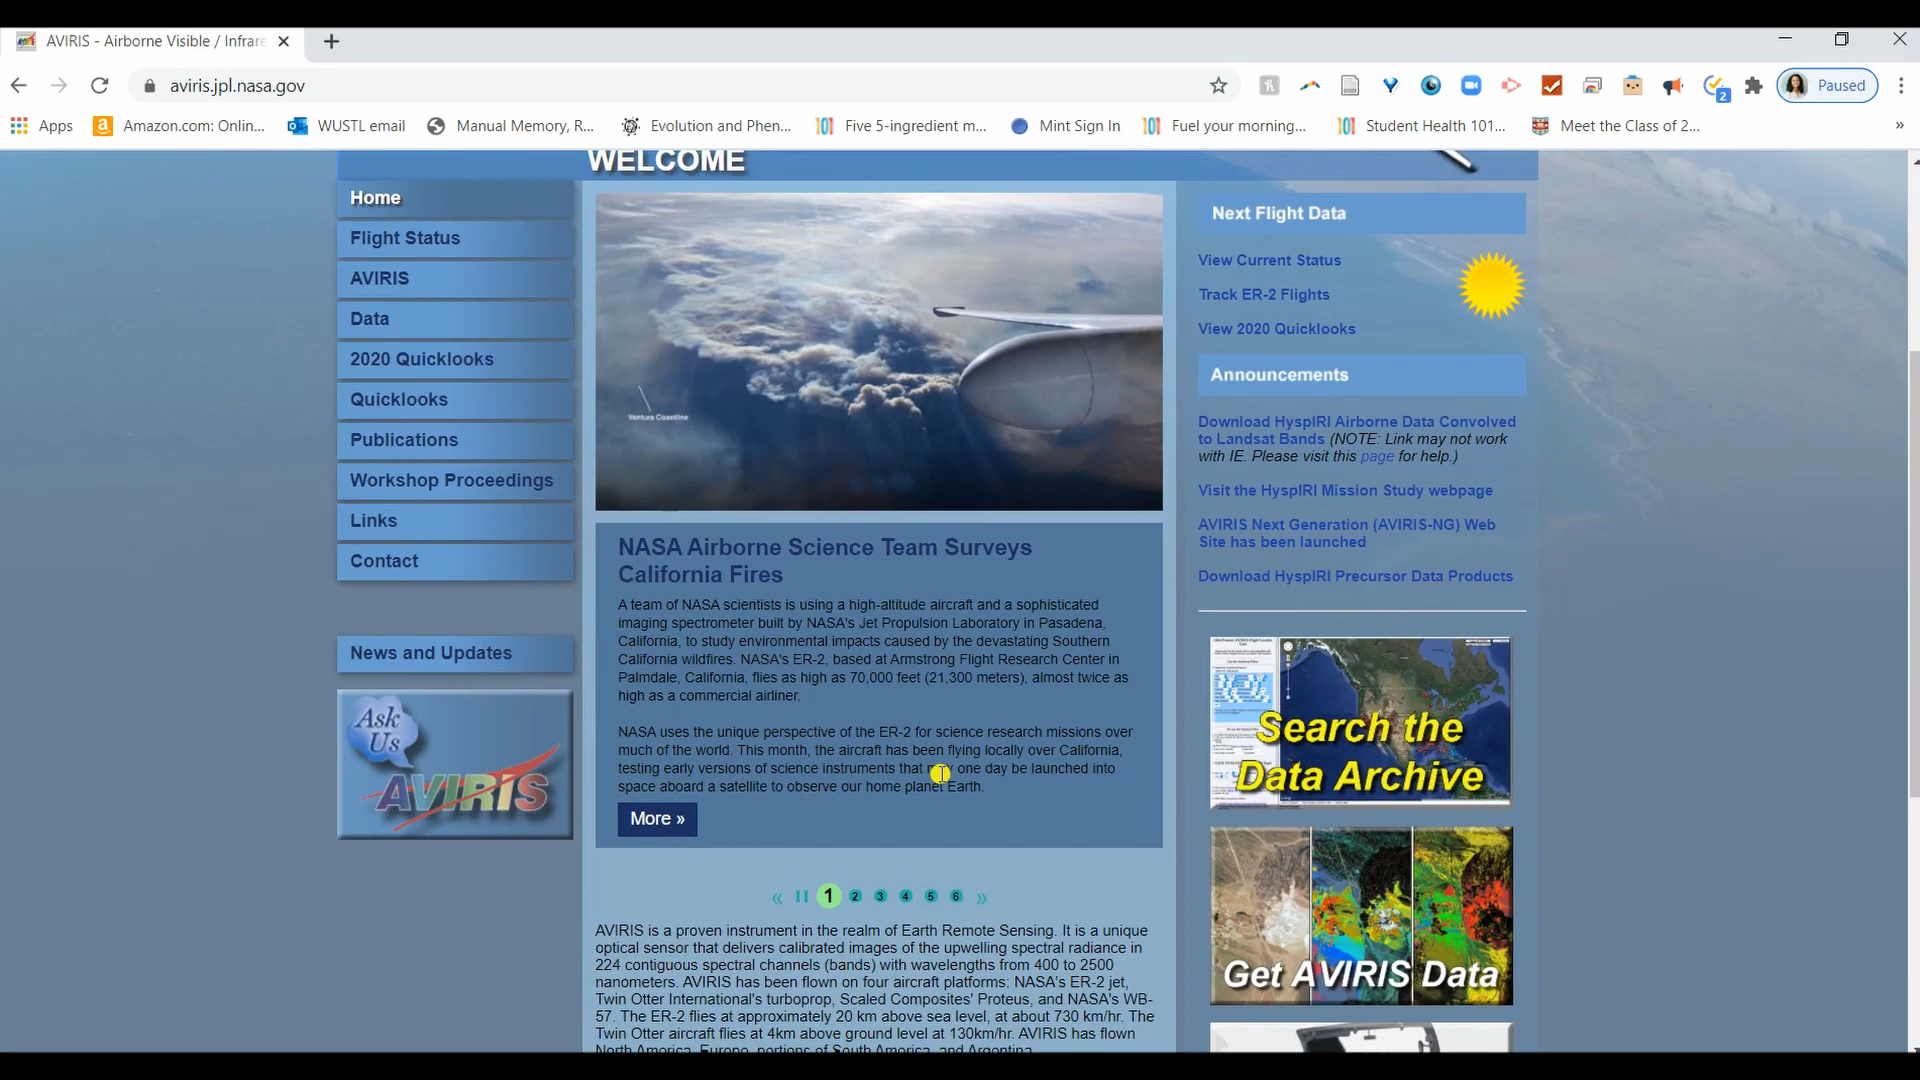 AVIRIS - Airborne Visible / Infrare
aviris.jpl.nasa.gov
2
Paused
Apps
Amazon.com: Onlin...
WUSTL email
Manual Memory, R...
Evolution and Phen...
Five 5-ingredient m...
Mint Sign In
Fuel your morning...
Student Health 101...
Meet the Class of 2...
»
WELCOME
Home
Flight Status
AVIRIS
Data
2020 Quicklooks
Quicklooks
Publications
Workshop Proceedings
Links
Contact
News and Updates
Ask
Us
AVIRIS
Ventura Coastline
NASA Airborne Science Team Surveys
California Fires
A team of NASA scientists is using a high-altitude aircraft and a sophisticated
imaging spectrometer built by NASA's Jet Propulsion Laboratory in Pasadena,
California, to study environmental impacts caused by the devastating Southern
California wildfires. NASA's ER-2, based at Armstrong Flight Research Center in
Palmdale, California, flies as high as 70,000 feet (21,300 meters), almost twice as
high as a commercial airliner.
NASA uses the unique perspective of the ER-2 for science research missions over
much of the world. This month, the aircraft has been flying locally over California,
testing early versions of science instruments that may one day be launched into
space aboard a satellite to observe our home planet Earth.
More »
« 1 2 3 4 5 6 »
AVIRIS is a proven instrument in the realm of Earth Remote Sensing. It is a unique
optical sensor that delivers calibrated images of the upwelling spectral radiance in
224 contiguous spectral channels (bands) with wavelengths from 400 to 2500
nanometers. AVIRIS has been flown on four aircraft platforms: NASA's ER-2 jet,
Twin Otter International's turboprop, Scaled Composites' Proteus, and NASA's WB-
57. The ER-2 flies at approximately 20 km above sea level, at about 730 km/hr. The
Twin Otter aircraft flies at 4km above ground level at 130km/hr. AVIRIS has flown
North America, Europe, portions of South America, and Argentina.
Next Flight Data
View Current Status
Track ER-2 Flights
View 2020 Quicklooks
Announcements
Download HyspIRI Airborne Data Convolved
to Landsat Bands (NOTE: Link may not work
with IE. Please visit this page for help.)
Visit the HyspIRI Mission Study webpage
AVIRIS Next Generation (AVIRIS-NG) Web
Site has been launched
Download HyspIRI Precursor Data Products
Search the
Data Archive
Get AVIRIS Data